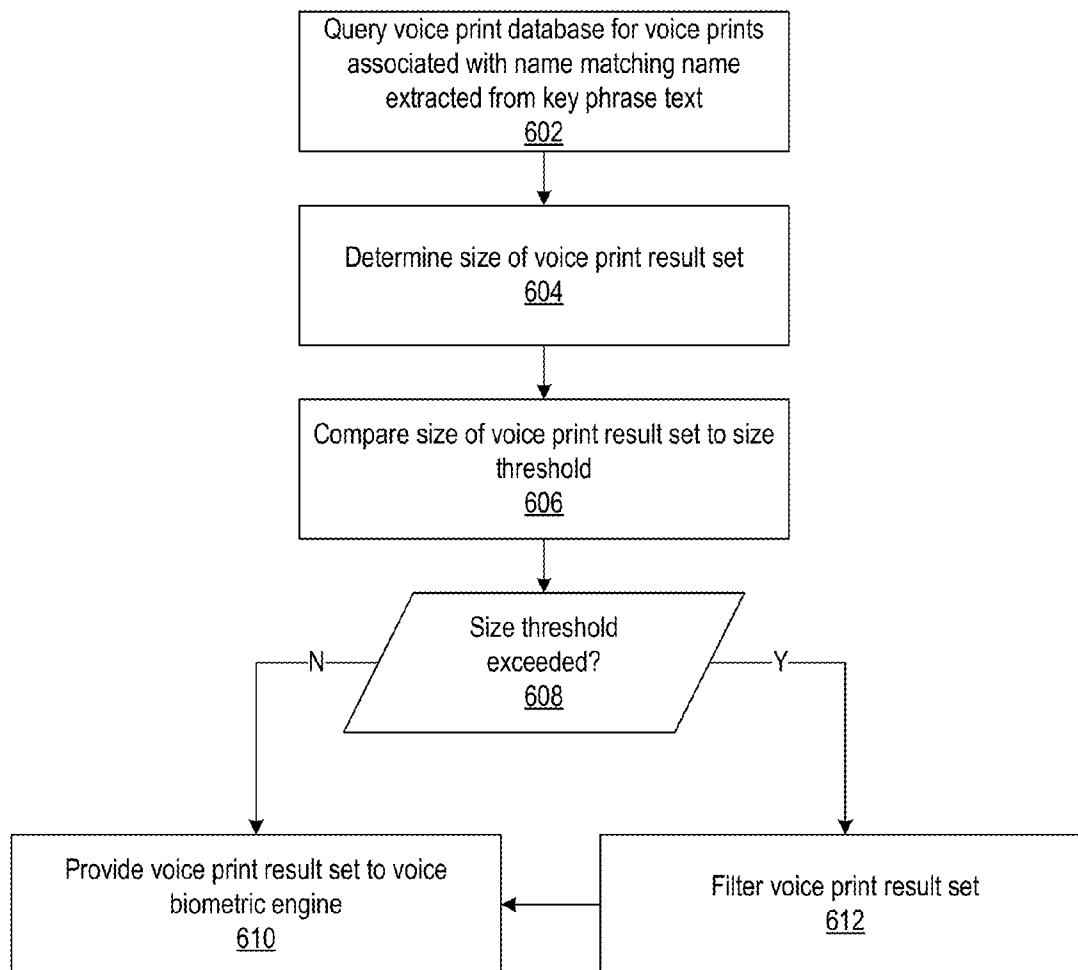 Query voice print database for voice prints
associated with name matching name
extracted from key phrase text
602
Determine size of voice print result set
604
Compare size of voice print result set to size
threshold
606
Size threshold
exceeded?
608
N
Y
Provide voice print result set to voice
biometric engine
610
Filter voice print result set
612